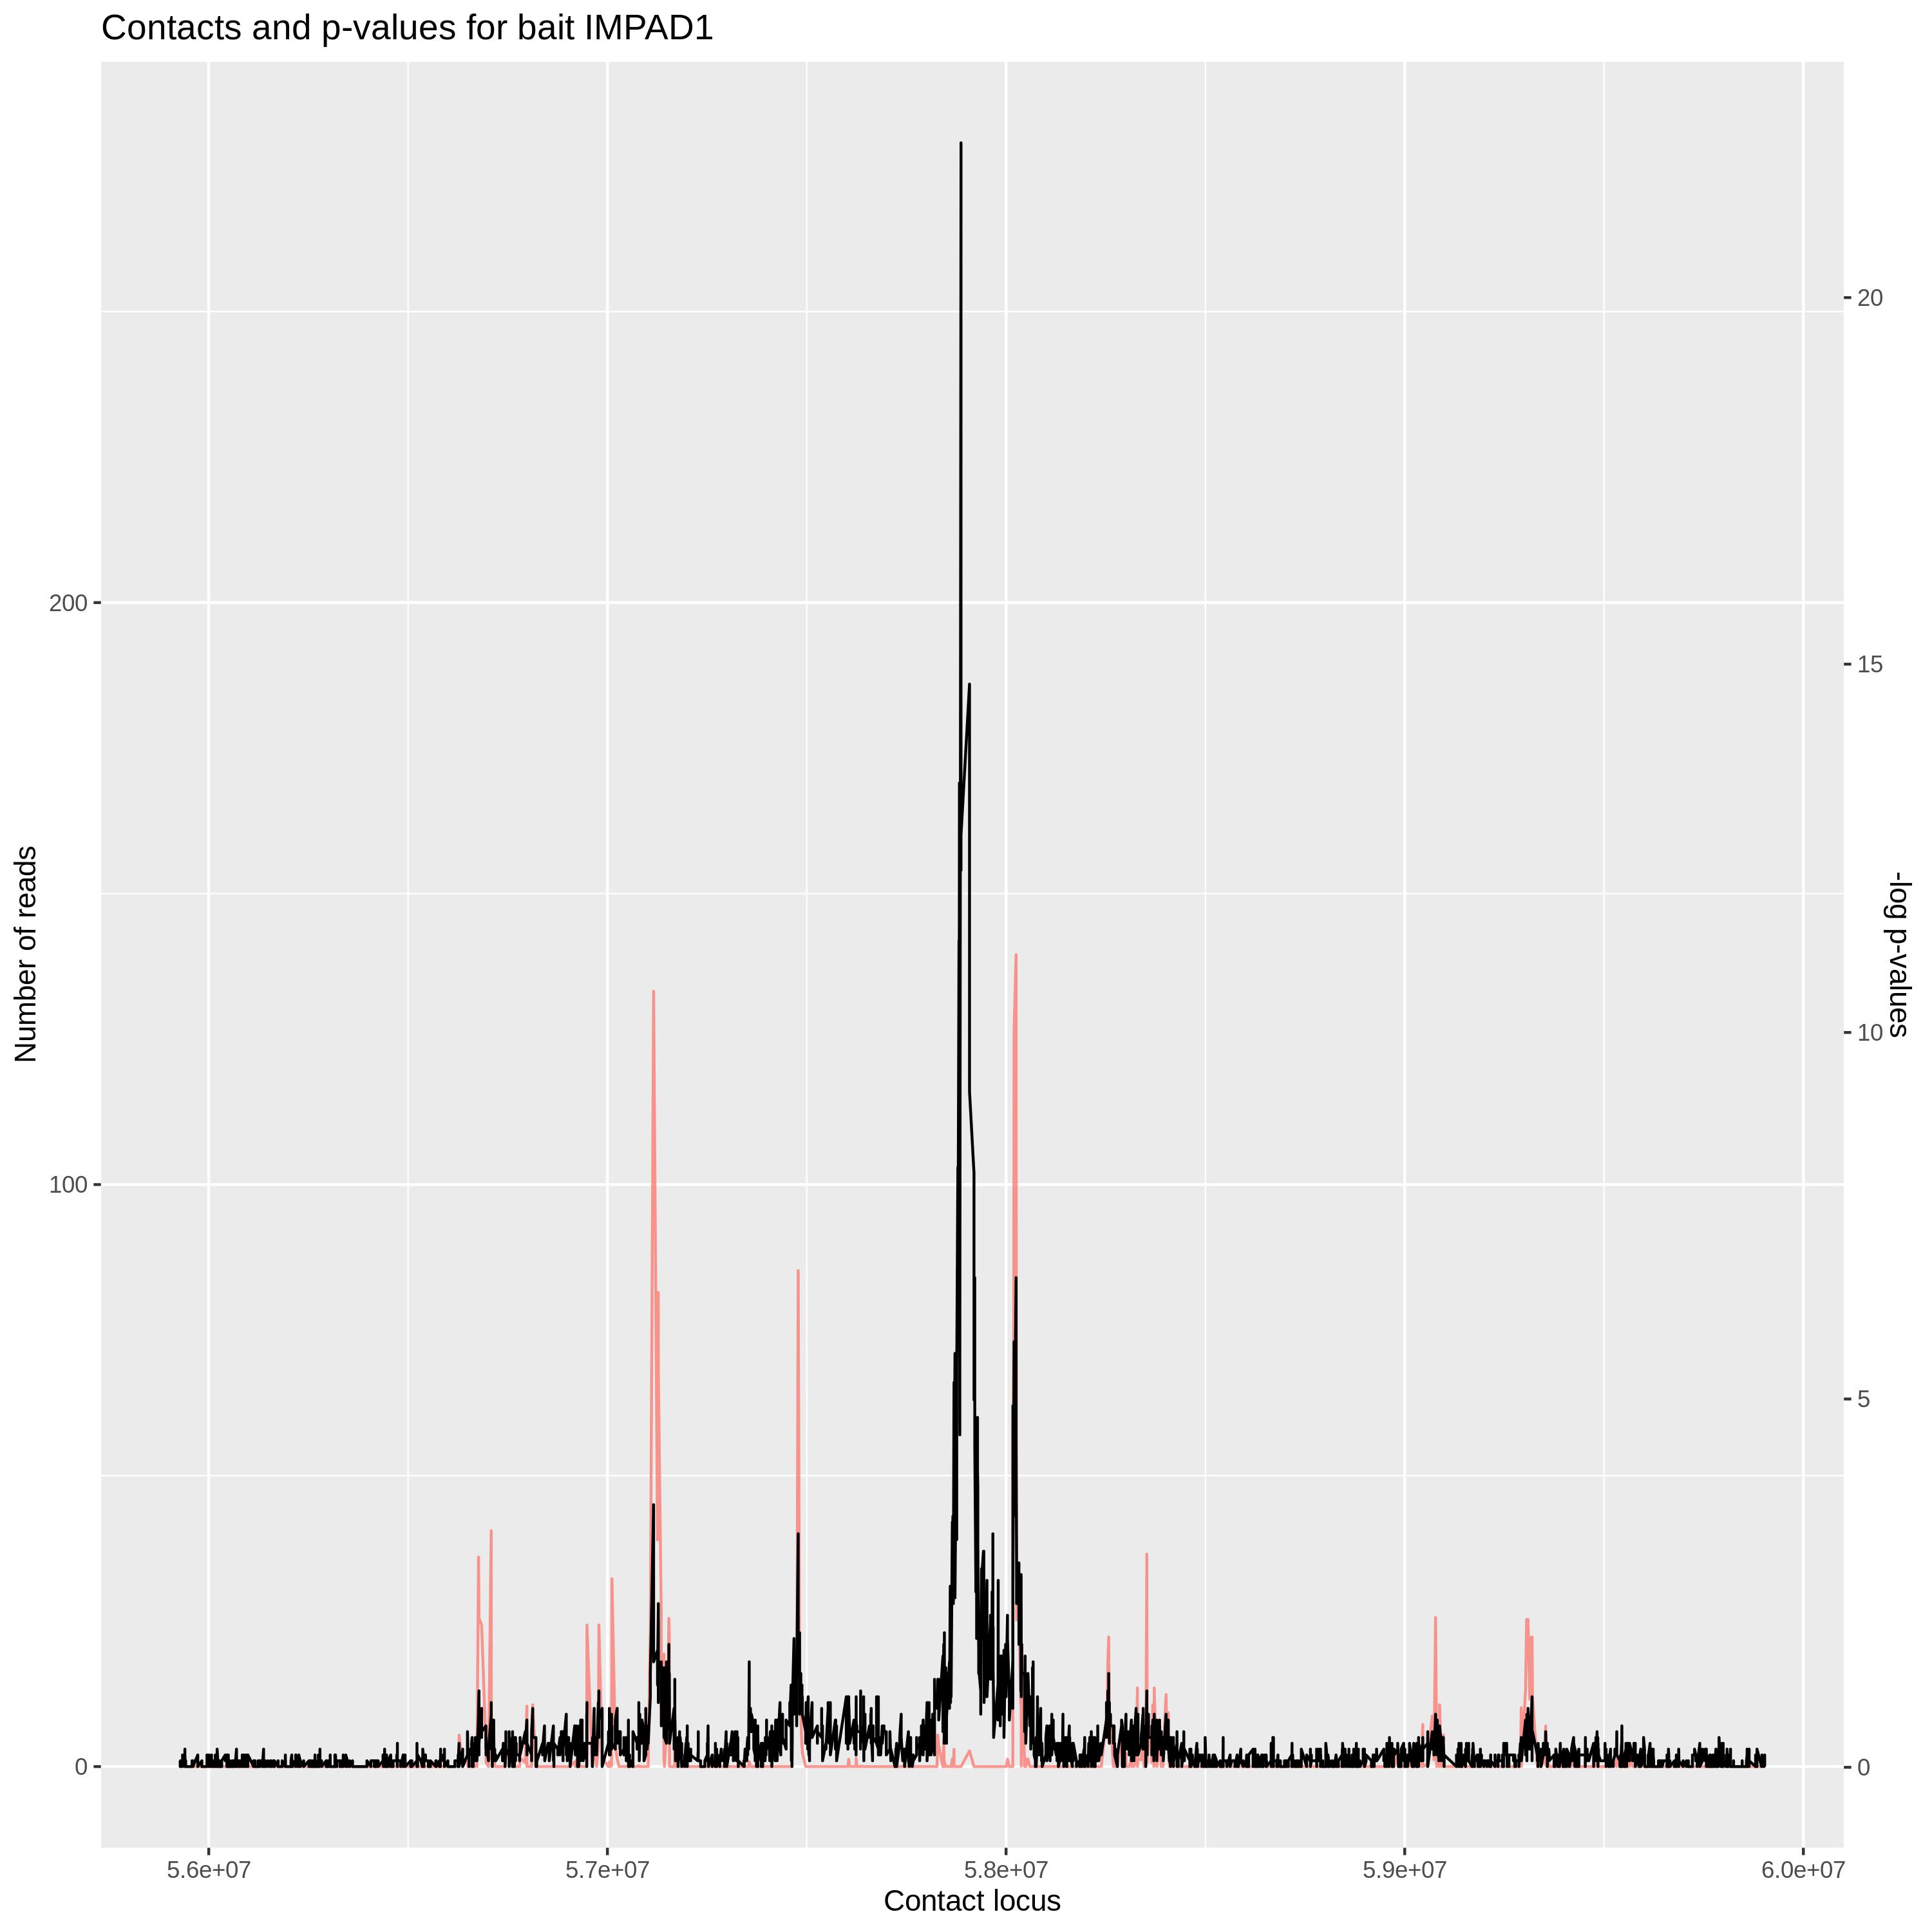 Contacts and p-values for bait IMPAD1
Number of reads
200
100
0
20
15
10
5
0
-log p-values
5.6e+07
5.7e+07
5.8e+07
5.9e+07
6.0e+07
Contact locus